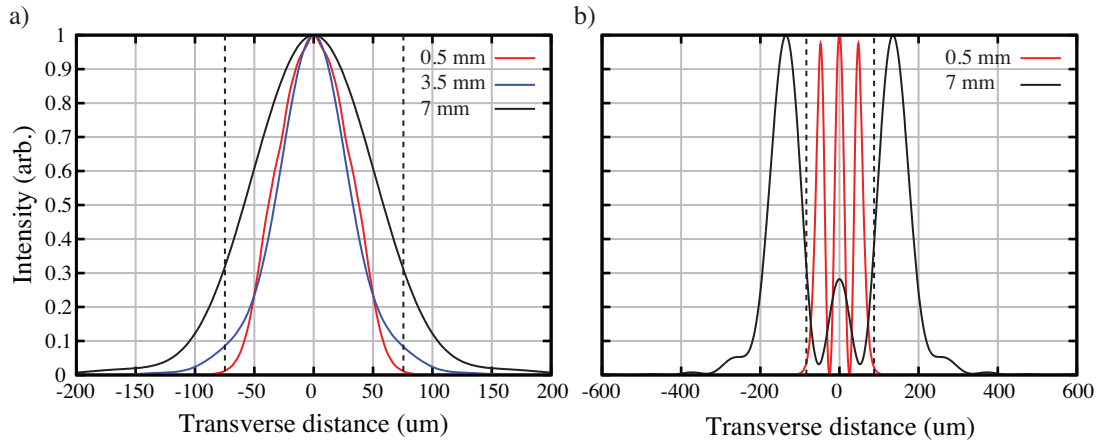 a)
b)
1
0.9
0.8
0.7
0.6
0.5
0.4
0.3
0.2
0.1
0
Intensity (arb.)
0.5 mm
3.5 mm
7 mm
-200 -150 -100 -50 0 50 100 150 200
Transverse distance (um)
0.5 mm
7 mm
-600 -400 -200 0 200 400 600
Transverse distance (um)